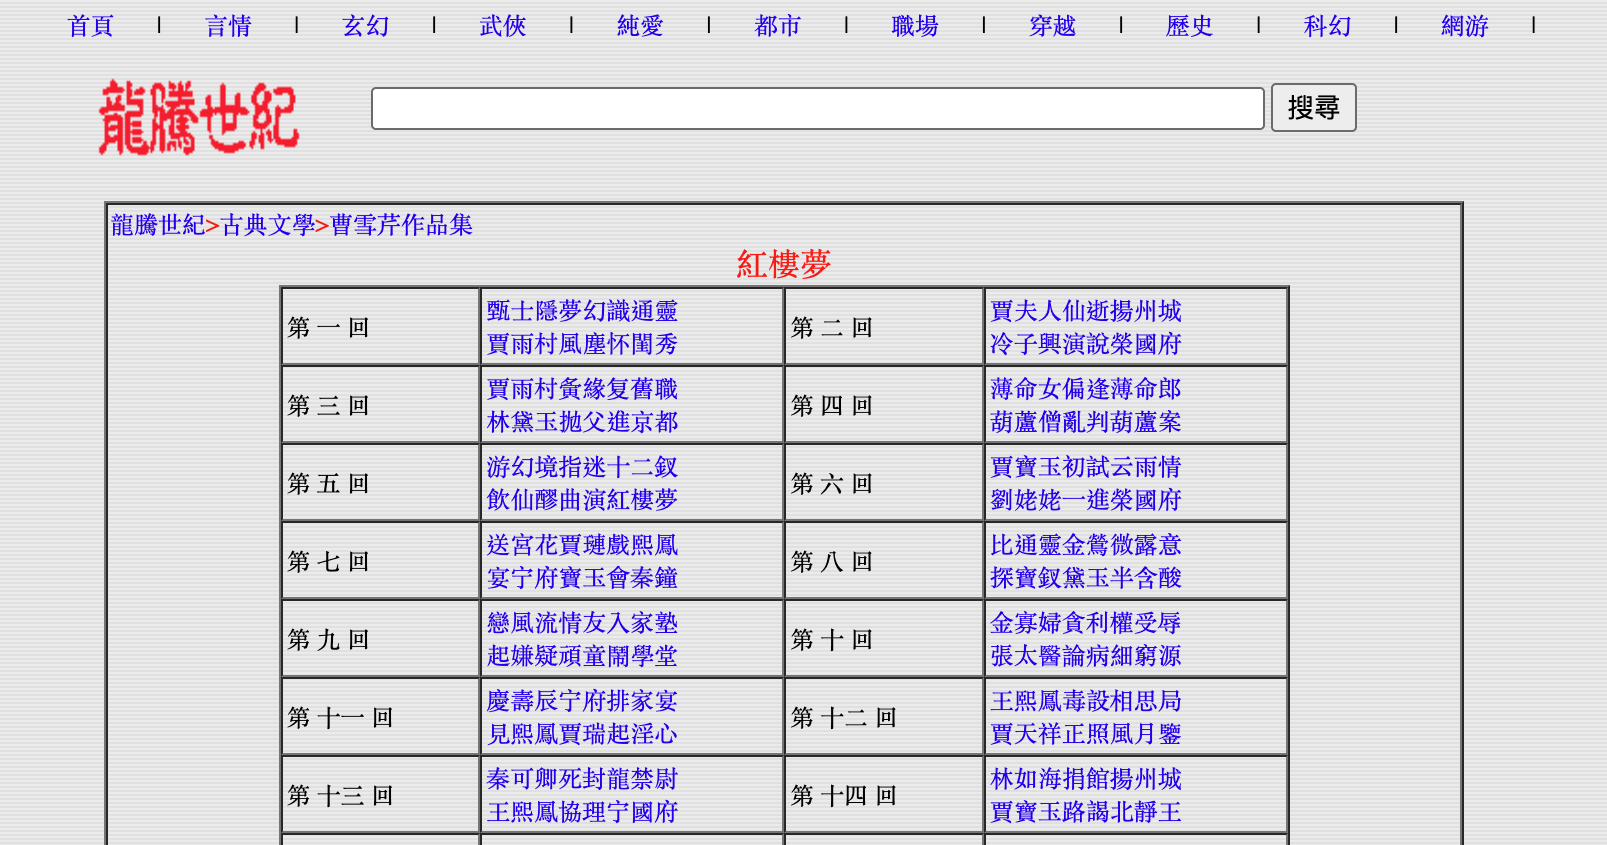 首頁 | 言情 | 玄幻 | 武俠 | 純愛 | 都市 | 職場 | 穿越 | 歷史 | 科幻 | 網游 |
龍騰世紀
搜尋
龍騰世紀>古典文學>曹雪芹作品集
紅樓夢
第 一 回
甄士隱夢幻識通靈
賈雨村風塵怀閨秀
第 二 回
賈夫人仙逝揚州城
冷子興演說榮國府
第 三 回
賈雨村夤緣复舊職
林黛玉拋父進京都
第 四 回
薄命女偏逢薄命郎
葫蘆僧亂判葫蘆案
第 五 回
游幻境指迷十二釵
飲仙醪曲演紅樓夢
第 六 回
賈寶玉初試云雨情
劉姥姥一進榮國府
第 七 回
送宮花賈璉戲熙鳳
宴宁府寶玉會秦鐘
第 八 回
比通靈金鶯微露意
探寶釵黛玉半含酸
第 九 回
戀風流情友入家塾
起嫌疑頑童鬧學堂
第 十 回
金寡婦貪利權受辱
張太醫論病細窮源
第 十一 回
慶壽辰宁府排家宴
見熙鳳賈瑞起淫心
第 十二 回
王熙鳳毒設相思局
賈天祥正照風月鑒
第 十三 回
秦可卿死封龍禁尉
王熙鳳協理宁國府
第 十四 回
林如海捐館揚州城
賈寶玉路謁北靜王